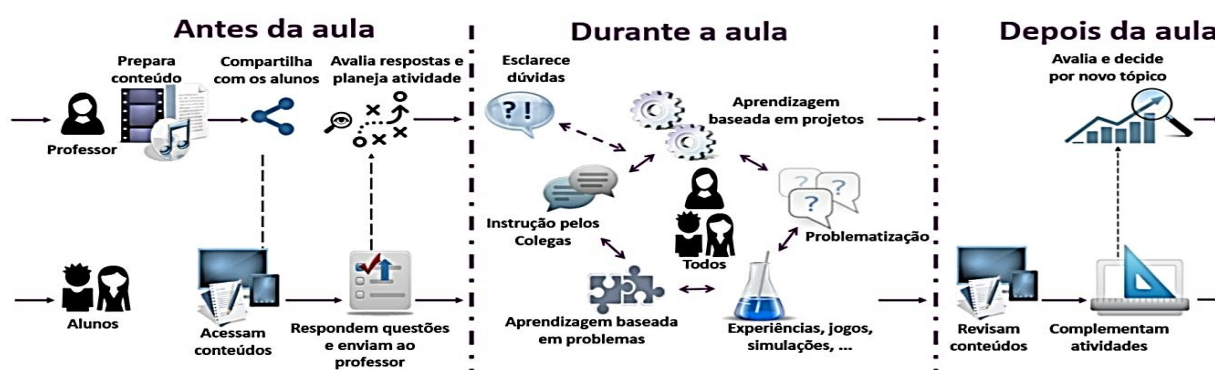 Antes da aula
Prepara
conteúdo
Compartilha
com os alunos
Avalia respostas e
planeja atividade
Professor
Alunos
Acessam
conteúdos
Respondem questões
e enviam ao
professor
Durante a aula
Esclarece
dúvidas
?!
Aprendizagem
baseada em projetos
Instrução pelos
Colegas
?
?
?
Problematização
Todos
Aprendizagem baseada
em problemas
Experiências, jogos,
simulações, ...
Depois da aula
Avalia e decide
por novo tópico
Revisam
conteúdos
Complementam
atividades